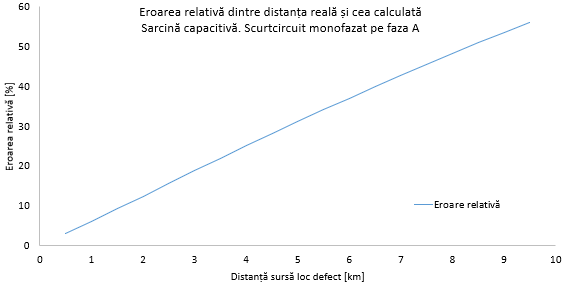 Eroarea relativă dintre distanța reală și cea calculată
Sarcină capacitivă. Scurtcircuit monofazat pe faza A
Eroarea relativă [%]
60
50
40
30
20
10
0
0 1 2 3 4 5 6 7 8 9 10
Eroare relativă
Distanță sursă loc defect [km]